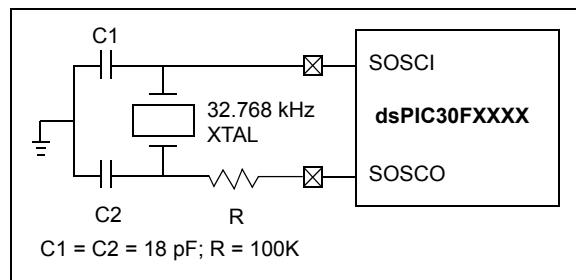 C1
SOSCI
32.768 kHz
XTAL
dsPIC30FXXXX
SOSCO
C2
R
C1 = C2 = 18 pF; R = 100K